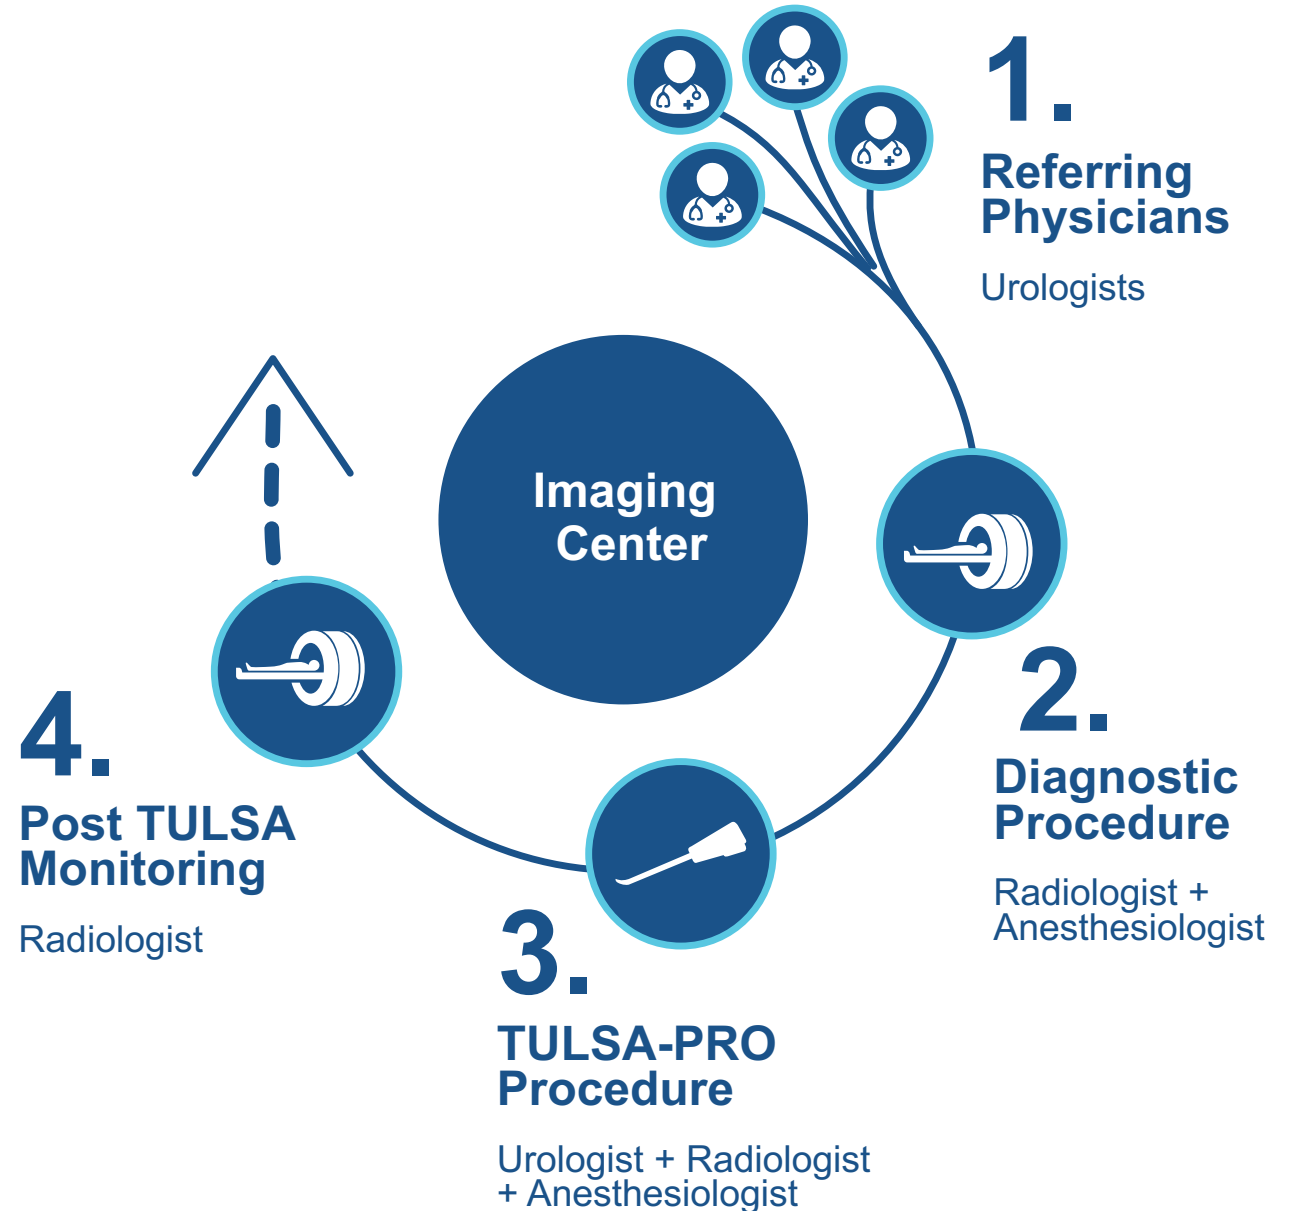 1.
Referring
Physicians
Urologists
Imaging
Center
2.
Diagnostic
Procedure
Radiologist +
Anesthesiologist
3.
TULSA-PRO
Procedure
Urologist + Radiologist
+ Anesthesiologist
4.
Post TULSA
Monitoring
Radiologist